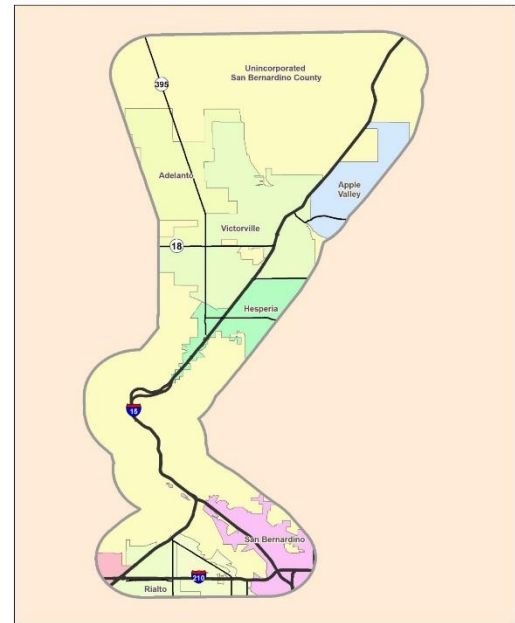 Unincorporated
San Bernardino County
395
Adelanto
Apple
Valley
Victorville
18
Hesperia
15
San Bernardino
210
Rialto